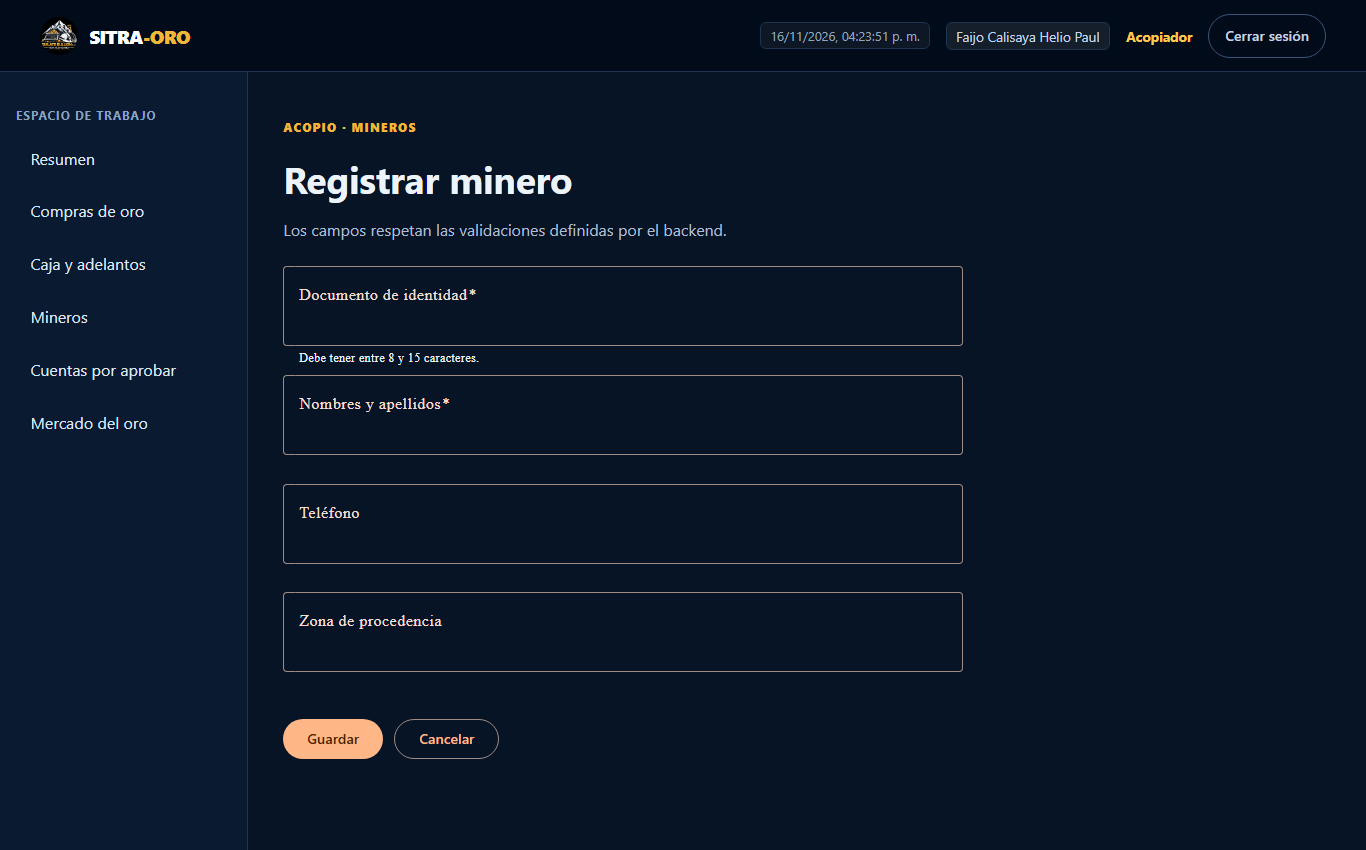 SITRA-ORO
16/11/2026, 04:23:51 p. m.
Faijo Calisaya Helio Paul
Acopiador
Cerrar sesión
ESPACIO DE TRABAJO
Resumen
Compras de oro
Caja y adelantos
Mineros
Cuentas por aprobar
Mercado del oro
ACOPIO · MINEROS
Registrar minero
Los campos respetan las validaciones definidas por el backend.
Documento de identidad*
Debe tener entre 8 y 15 caracteres.
Nombres y apellidos*
Teléfono
Zona de procedencia
Guardar
Cancelar